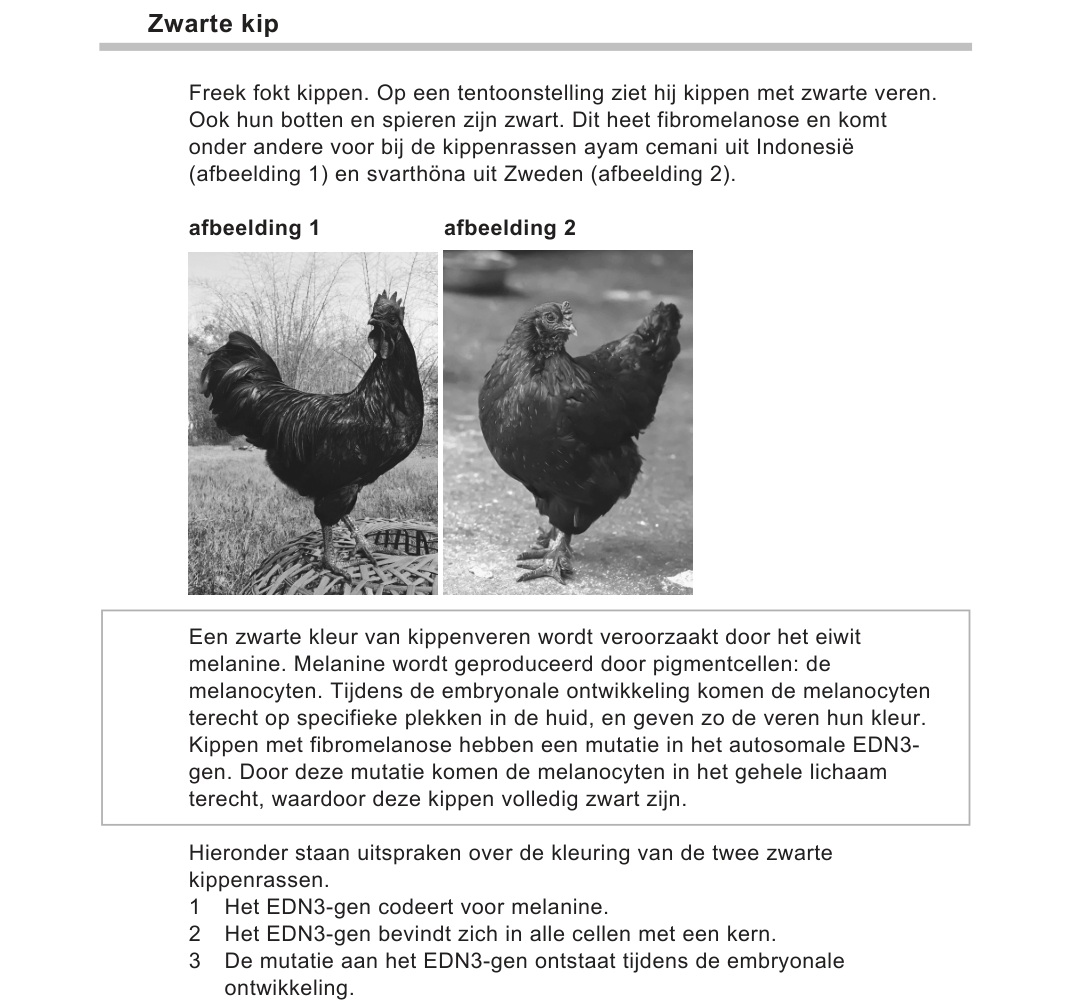 Zwarte kip
Freek fokt kippen. Op een tentoonstelling ziet hij kippen met zwarte veren.
Ook hun botten en spieren zijn zwart. Dit heet fibromelanose en komt
onder andere voor bij de kippenrassen ayam cemani uit Indonesië
(afbeelding 1) en svarthöna uit Zweden (afbeelding 2).
afbeelding 1
afbeelding 2
Een zwarte kleur van kippenveren wordt veroorzaakt door het eiwit
melanine. Melanine wordt geproduceerd door pigmentcellen: de
melanocyten. Tijdens de embryonale ontwikkeling komen de melanocyten
terecht op specifieke plekken in de huid, en geven zo de veren hun kleur.
Kippen met fibromelanose hebben een mutatie in het autosomale EDN3-
gen. Door deze mutatie komen de melanocyten in het gehele lichaam
terecht, waardoor deze kippen volledig zwart zijn.
Hieronder staan uitspraken over de kleuring van de twee zwarte
kippenrassen.
1 Het EDN3-gen codeert voor melanine.
2 Het EDN3-gen bevindt zich in alle cellen met een kern.
3 De mutatie aan het EDN3-gen ontstaat tijdens de embryonale
ontwikkeling.